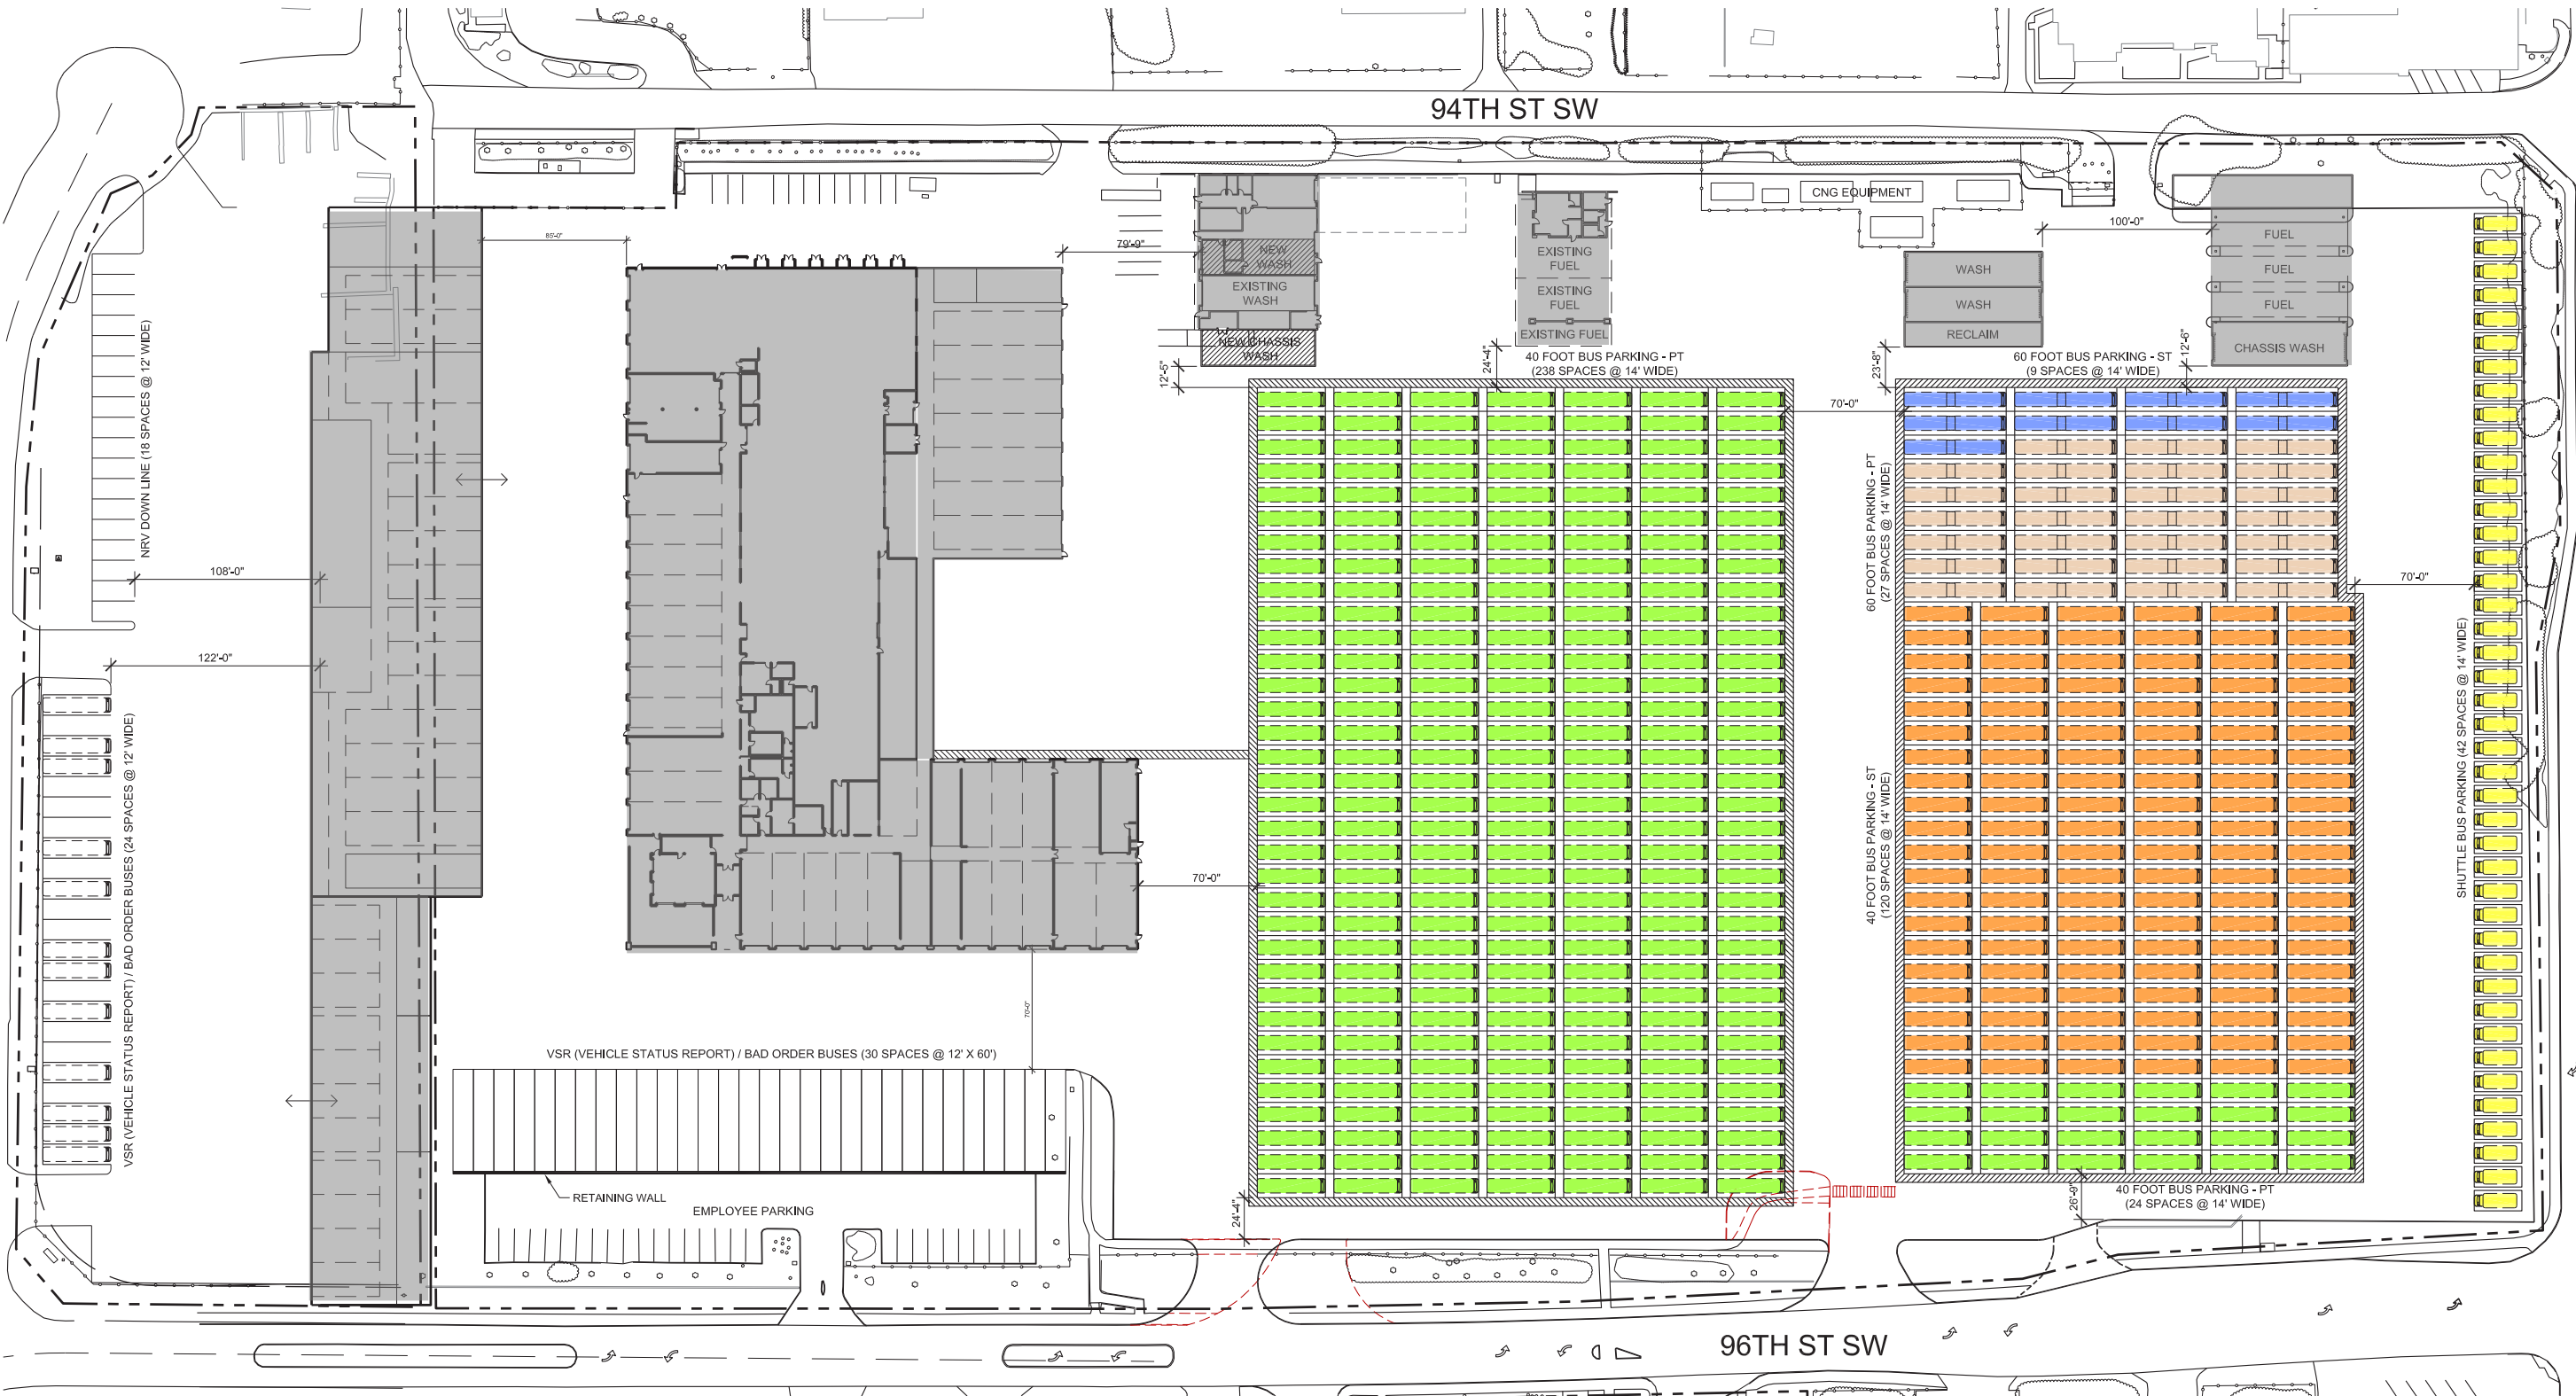 94TH ST SW
CNG EQUIPMENT
100'-0"
85'-0"
79'-9"
NEW
WASH
EXISTING
WASH
NEW CHASSIS
WASH
EXISTING
FUEL
EXISTING
FUEL
EXISTING FUEL
WASH
WASH
RECLAIM
FUEL
FUEL
FUEL
CHASSIS WASH
12'-5"
24'-4"
40 FOOT BUS PARKING - PT
(238 SPACES @ 14' WIDE)
23'-8"
60 FOOT BUS PARKING - ST
(9 SPACES @ 14' WIDE)
12'-6"
70'-0"
NRV DOWN LINE (18 SPACES @ 12' WIDE)
108'-0"
122'-0"
60 FOOT BUS PARKING - PT
(27 SPACES @ 14' WIDE)
70'-0"
VSR (VEHICLE STATUS REPORT) / BAD ORDER BUSES (24 SPACES @ 12' WIDE)
70'-0"
40 FOOT BUS PARKING - ST
(120 SPACES @ 14' WIDE)
SHUTTLE BUS PARKING (42 SPACES @ 14' WIDE)
70'-0"
VSR (VEHICLE STATUS REPORT) / BAD ORDER BUSES (30 SPACES @ 12' X 60')
RETAINING WALL
EMPLOYEE PARKING
24'-4"
26'-9"
40 FOOT BUS PARKING - PT
(24 SPACES @ 14' WIDE)
96TH ST SW